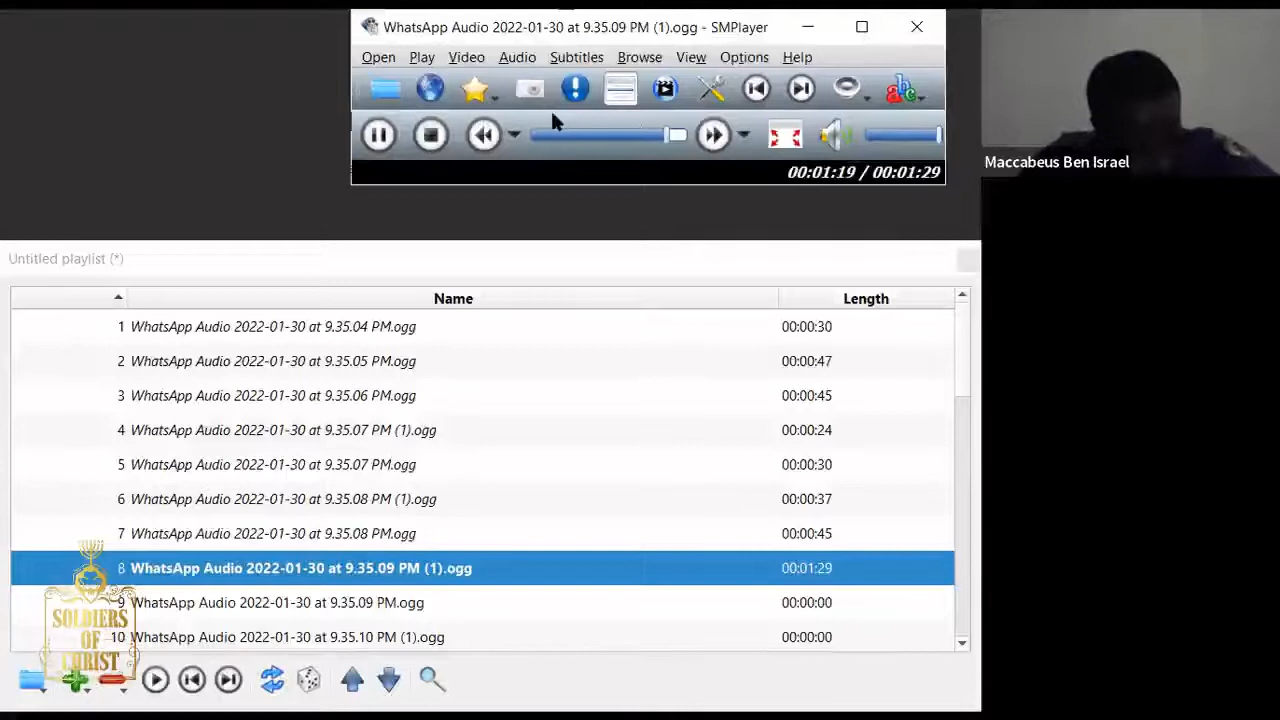 WhatsApp Audio 2022-01-30 at 9.35.09 PM (1).ogg - SMPlayer
Open Play Video Audio Subtitles Browse View Options Help
abc
00:01:19 / 00:01:29
Maccabeus Ben Israel
Untitled playlist (*)
Name Length
1 WhatsApp Audio 2022-01-30 at 9.35.04 PM.ogg 00:00:30
2 WhatsApp Audio 2022-01-30 at 9.35.05 PM.ogg 00:00:47
3 WhatsApp Audio 2022-01-30 at 9.35.06 PM.ogg 00:00:45
4 WhatsApp Audio 2022-01-30 at 9.35.07 PM (1).ogg 00:00:24
5 WhatsApp Audio 2022-01-30 at 9.35.07 PM.ogg 00:00:30
6 WhatsApp Audio 2022-01-30 at 9.35.08 PM (1).ogg 00:00:37
7 WhatsApp Audio 2022-01-30 at 9.35.08 PM.ogg 00:00:45
8 WhatsApp Audio 2022-01-30 at 9.35.09 PM (1).ogg 00:01:29
9 WhatsApp Audio 2022-01-30 at 9.35.09 PM.ogg 00:00:00
10 WhatsApp Audio 2022-01-30 at 9.35.10 PM (1).ogg 00:00:00
SOLDIERS
OF
CHRIST